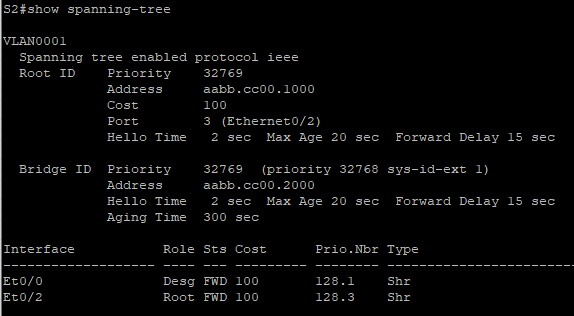 S2#show spanning-tree
VLAN0001
  Spanning tree enabled protocol ieee
  Root ID    Priority    32769
             Address     aabb.cc00.1000
             Cost        100
             Port        3 (Ethernet0/2)
             Hello Time   2 sec  Max Age 20 sec  Forward Delay 15 sec
  Bridge ID  Priority    32769  (priority 32768 sys-id-ext 1)
             Address     aabb.cc00.2000
             Hello Time   2 sec  Max Age 20 sec  Forward Delay 15 sec
             Aging Time  300 sec
Interface           Role Sts Cost      Prio.Nbr Type
------------------- ---- --- --------- -------- --------------------
Et0/0               Desg FWD 100       128.1    Shr
Et0/2               Root FWD 100       128.3    Shr